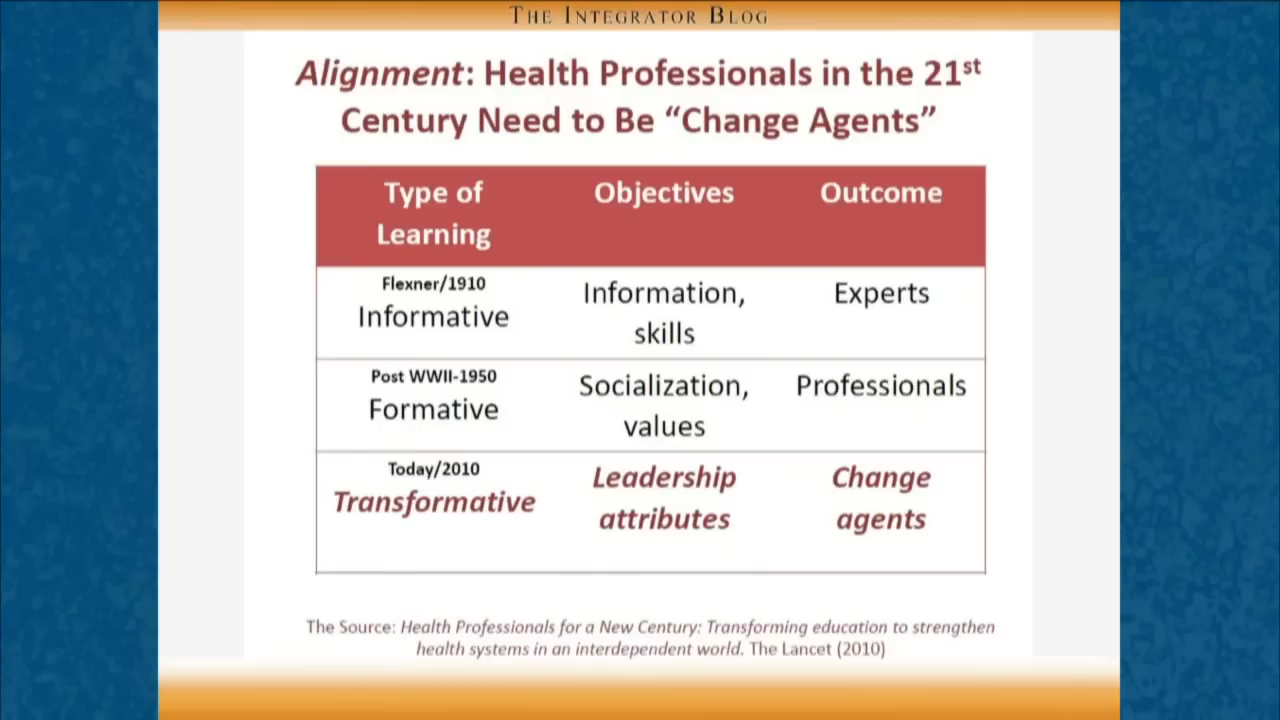 THE INTEGRATOR BLOG
Alignment: Health Professionals in the 21st
Century Need to Be “Change Agents”
Type of
Learning
Objectives
Outcome
Flexner/1910
Informative
Information,
skills
Experts
Post WWII-1950
Formative
Socialization,
values
Professionals
Today/2010
Transformative
Leadership
attributes
Change
agents
The Source: Health Professionals for a New Century: Transforming education to strengthen
health systems in an interdependent world. The Lancet (2010)